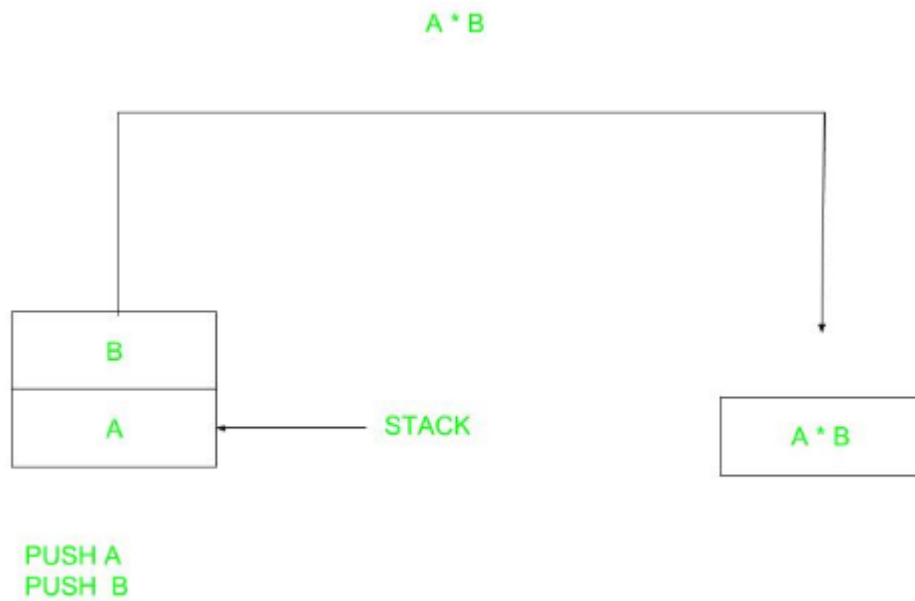 A * B
B
A
STACK
A * B
PUSH A
PUSH B